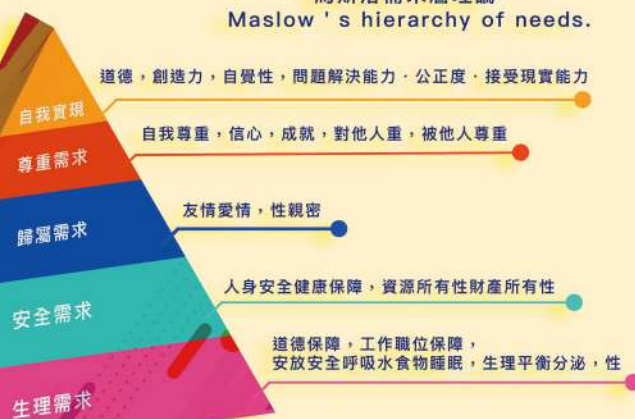 Maslow's hierarchy of needs.
道德，創造力，自覺性，問題解決能力．公正度．接受現實能力
自我實現
自我尊重，信心，成就，對他人重，被他人尊重
尊重需求
友情愛情，性親密
歸屬需求
人身安全健康保障，資源所有性財產所有性
安全需求
道德保障，工作職位保障，
安放安全呼吸水食物睡眠，生理平衡分泌，性
生理需求